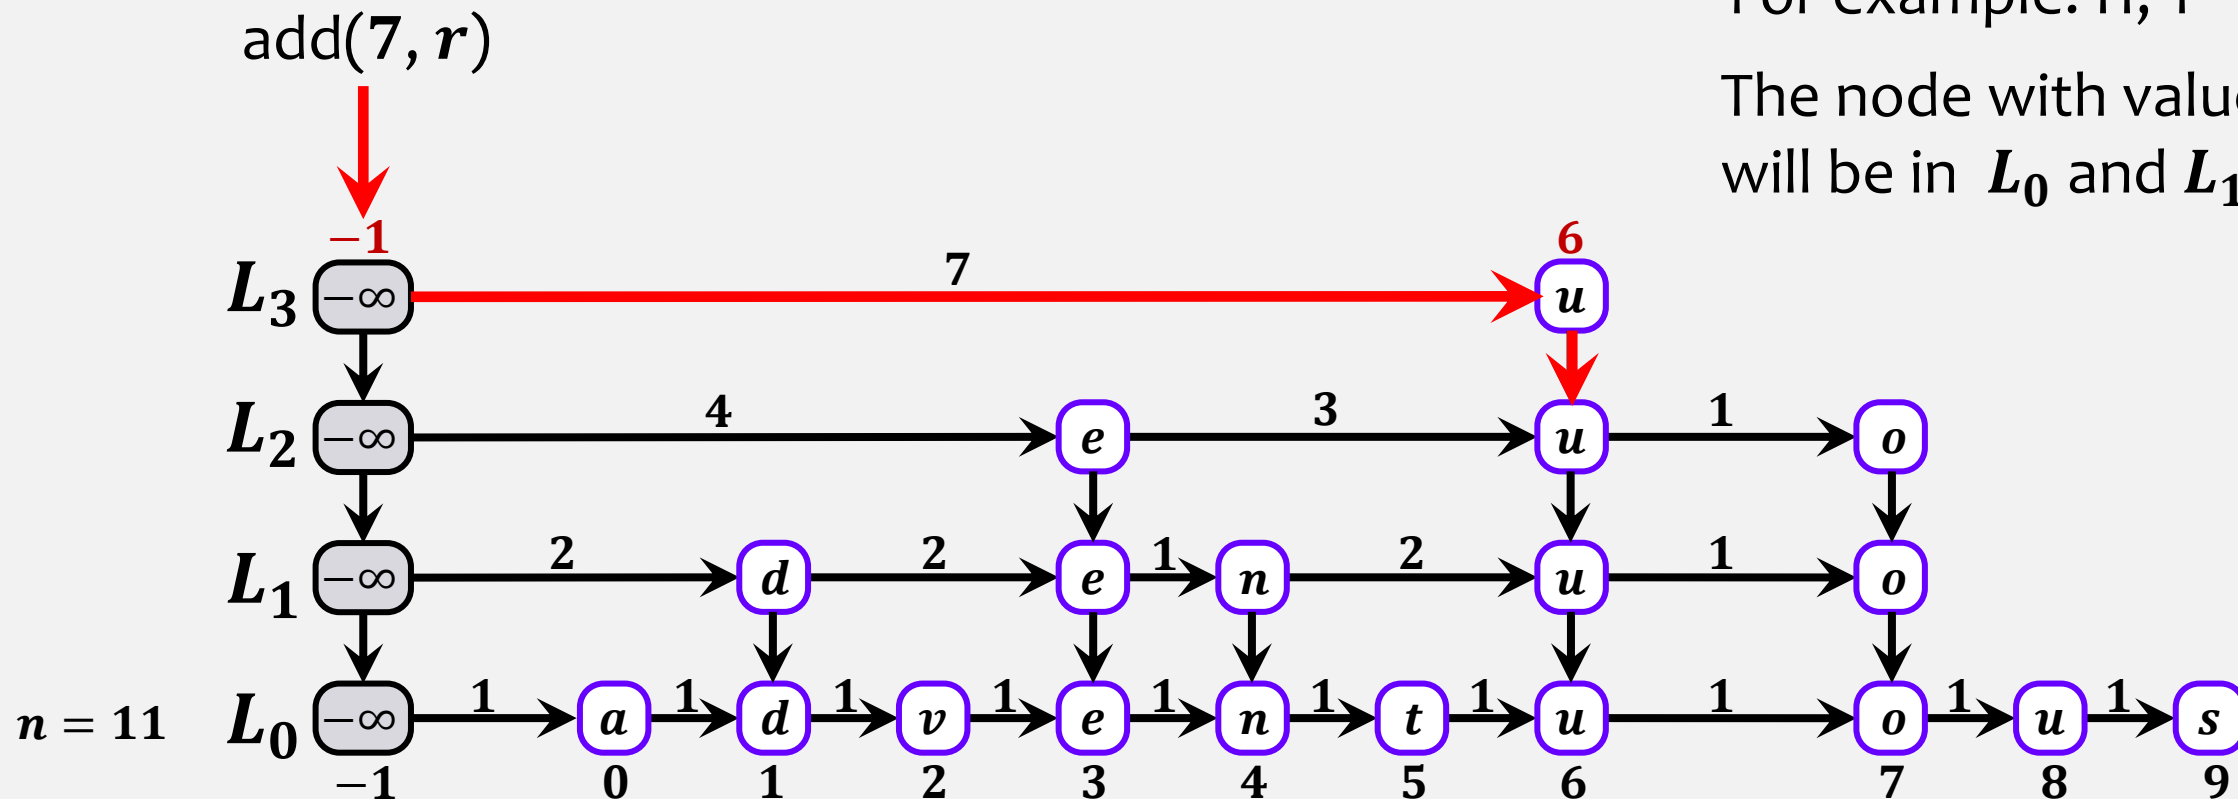 add(7, r)
For example: H, T
The node with value
will be in L₀ and L₁
−1 6
7
L₃ −∞ u
4 3 1
L₂ −∞ e u o
2 2 1 2 1
L₁ −∞ d e n u o
1 1 1 1 1 1 1 1 1 1
n = 11 L₀ −∞ a d v e n t u o u s
−1 0 1 2 3 4 5 6 7 8 9